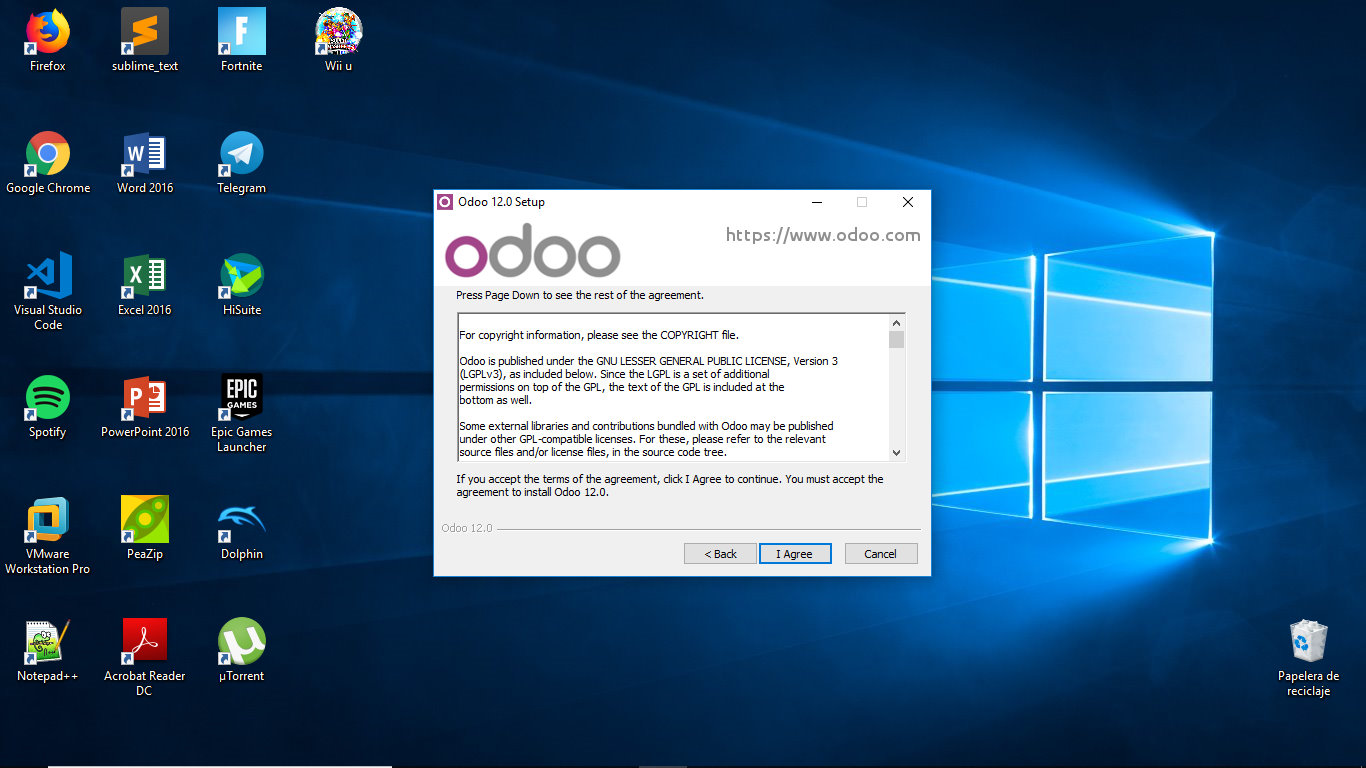 Firefox
sublime_text
Fortnite
Wii u
Google Chrome
Word 2016
Telegram
Visual Studio
Code
Excel 2016
HiSuite
Spotify
PowerPoint 2016
EPIC
GAMES
Epic Games
Launcher
VMware
Workstation Pro
PeaZip
Dolphin
Notepad++
Acrobat Reader
DC
µTorrent
Odoo 12.0 Setup
odoo
https://www.odoo.com
Press Page Down to see the rest of the agreement.
For copyright information, please see the COPYRIGHT file.
Odoo is published under the GNU LESSER GENERAL PUBLIC LICENSE, Version 3
(LGPLv3), as included below. Since the LGPL is a set of additional
permissions on top of the GPL, the text of the GPL is included at the
bottom as well.
Some external libraries and contributions bundled with Odoo may be published
under other GPL-compatible licenses. For these, please refer to the relevant
source files and/or license files, in the source code tree.
If you accept the terms of the agreement, click I Agree to continue. You must accept the
agreement to install Odoo 12.0.
Odoo 12.0
< Back
I Agree
Cancel
Papelera de
reciclaje